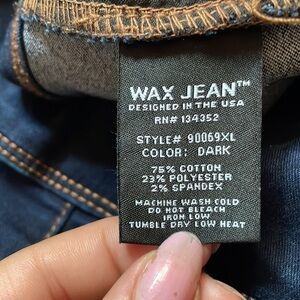 WAX JEAN™
DESIGNED IN THE USA
RN# 134352
STYLE# 90069XL
COLOR: DARK
75% COTTON
23% POLYESTER
2% SPANDEX
MACHINE WASH COLD
DO NOT BLEACH
IRON LOW
TUMBLE DRY LOW HEAT